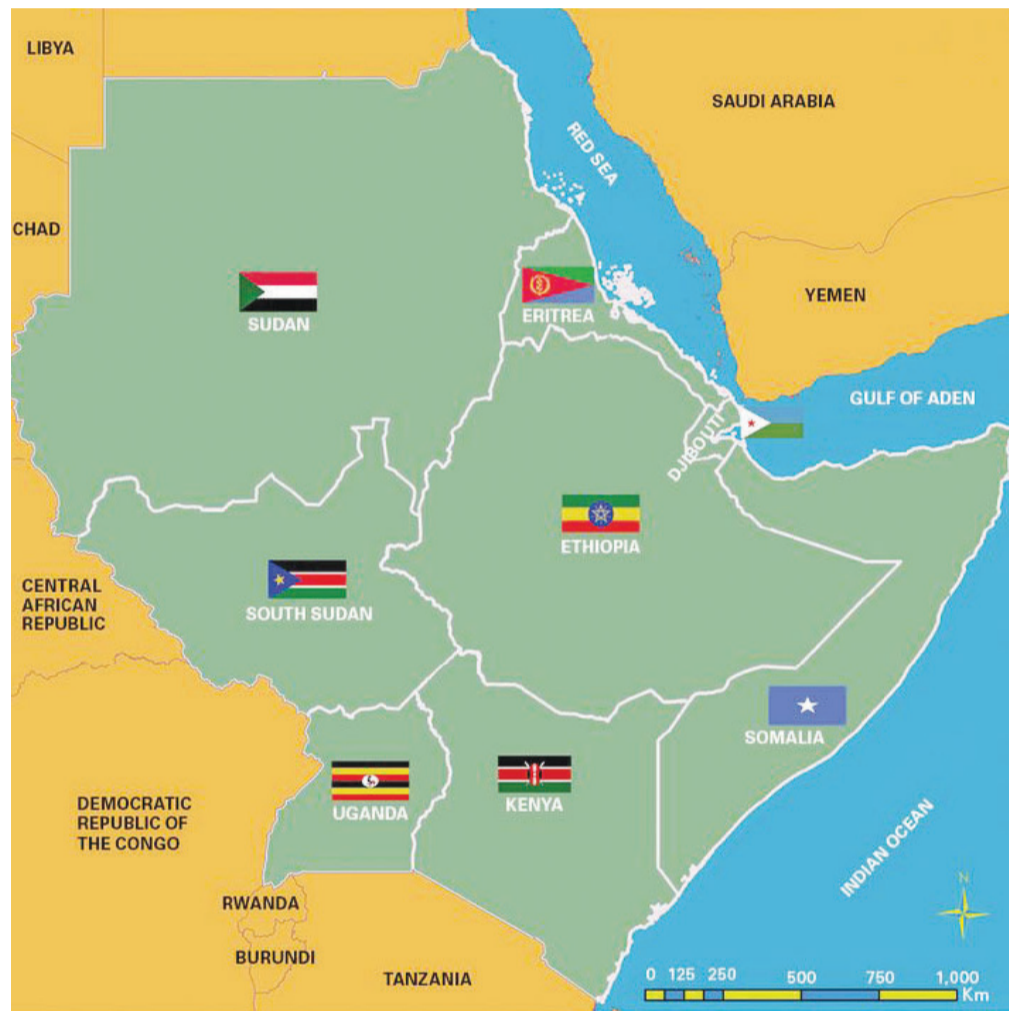 LIBYA
SAUDI ARABIA
RED SEA
CHAD
YEMEN
SUDAN
ERITREA
GULF OF ADEN
DJIBOUTI
ETHIOPIA
CENTRAL
AFRICAN
REPUBLIC
SOUTH SUDAN
SOMALIA
UGANDA
KENYA
DEMOCRATIC
REPUBLIC OF
THE CONGO
INDIAN OCEAN
N
RWANDA
BURUNDI
TANZANIA
0 125 250 500 750 1,000
Km